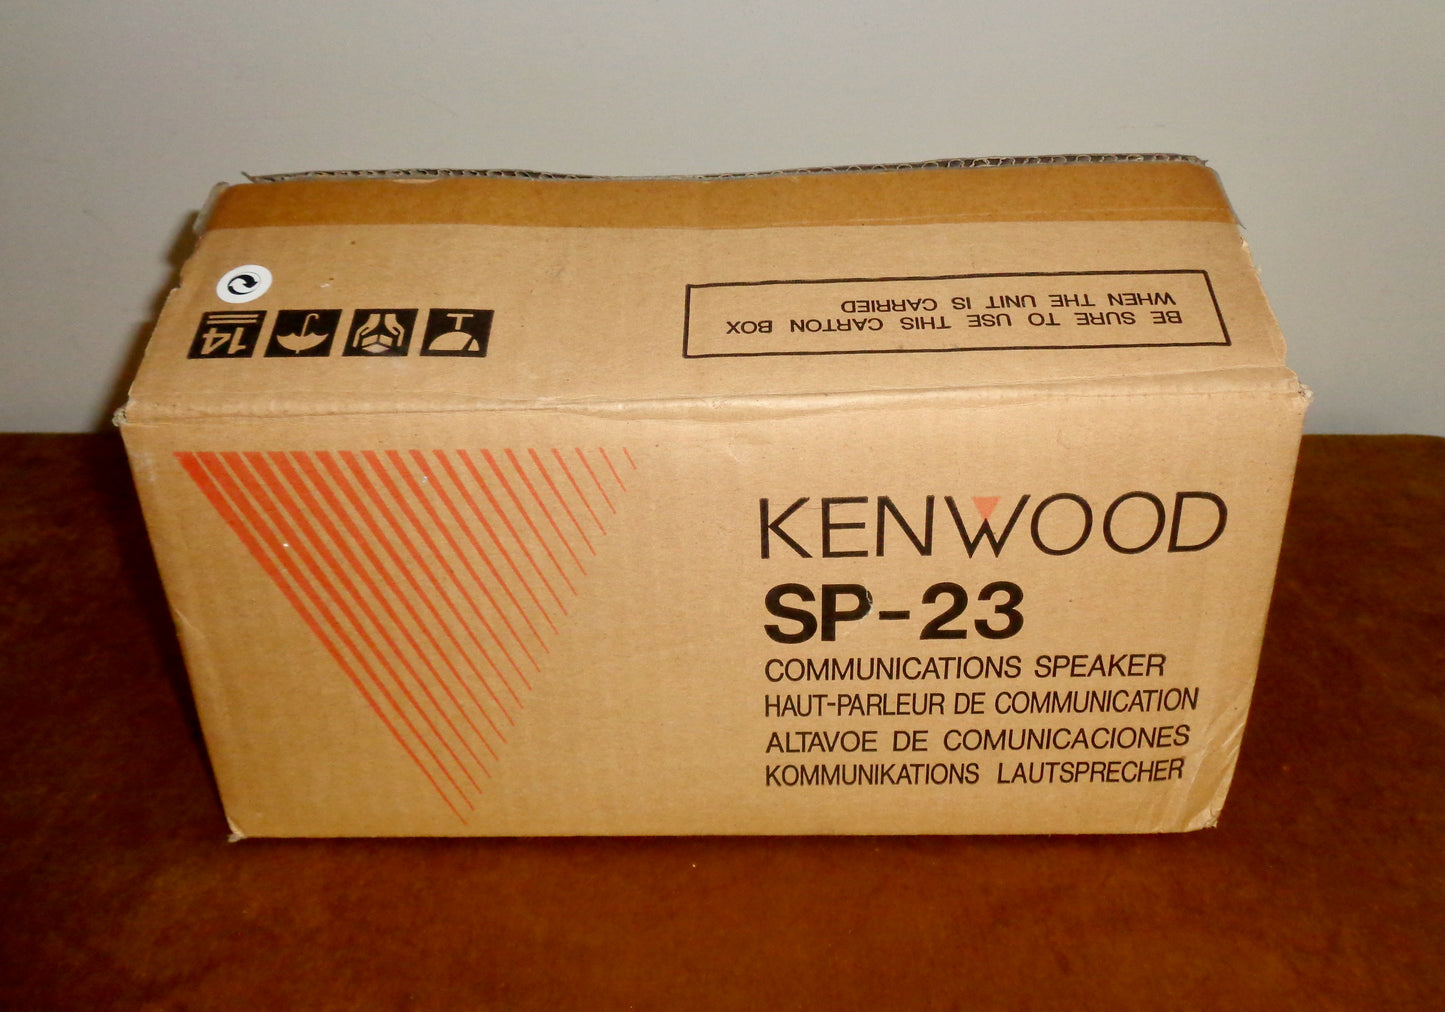 14
BE SURE TO USE THIS CARTON BOX
WHEN THE UNIT IS CARRIED
KENWOOD
SP-23
COMMUNICATIONS SPEAKER
HAUT-PARLEUR DE COMMUNICATION
ALTAVOE DE COMUNICACIONES
KOMMUNIKATIONS LAUTSPRECHER